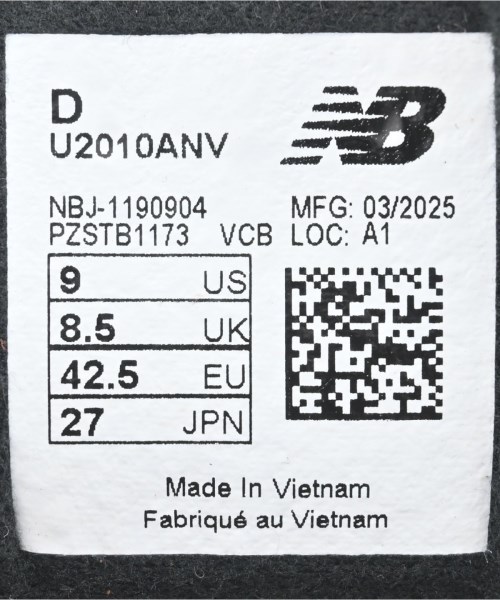 D
NB
U2010ANV
NBJ-1190904 MFG: 03/2025
PZSTB1173 VCB LOC: A1
9 US
8.5 UK
42.5 EU
27 JPN
Made In Vietnam
Fabriqué au Vietnam